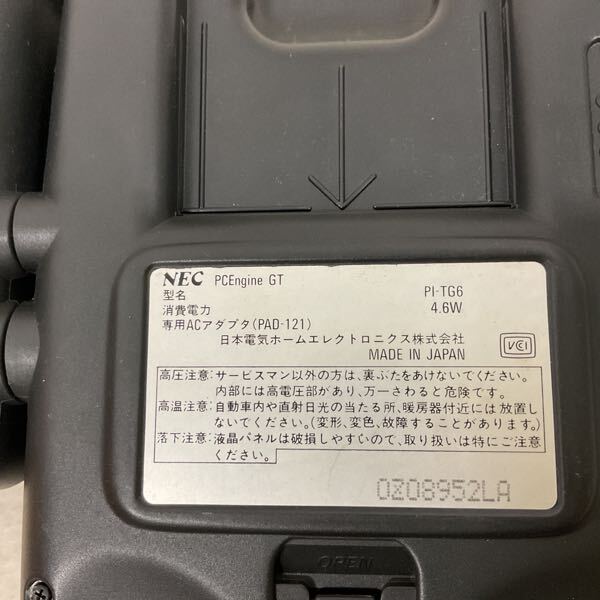 NEC PCEngine GT
型名 PI-TG6
消費電力 4.6W
専用ACアダプタ(PAD-121)
日本電気ホームエレクトロニクス株式会社
MADE IN JAPAN
VCI
高圧注意:サービスマン以外の方は、裏ぶたをあけないでください。
内部には高電圧部があり、万一さわると危険です。
高温注意:自動車内や直射日光の当たる所、暖房器付近には放置し
ないでください。(変形、変色、故障することがあります。)
落下注意:液晶パネルは破損しやすいので、取り扱いは特にご注意
ください。
0Z08952LA
OPEN